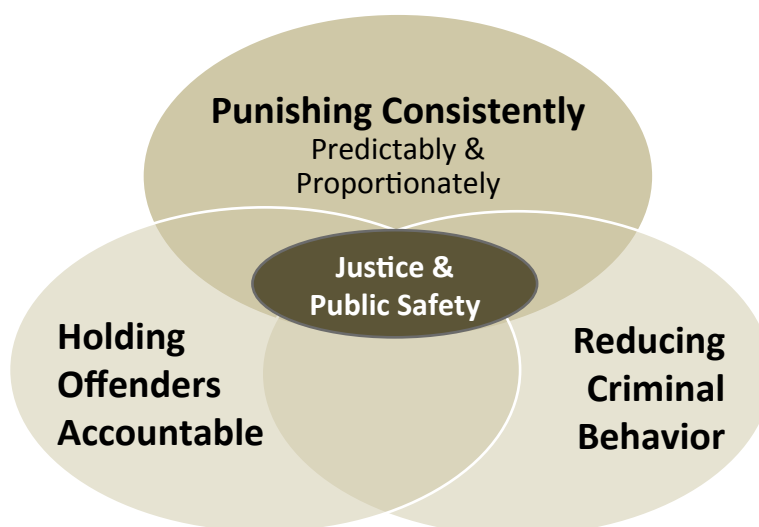 Punishing Consistently
Predictably &
Proportionately
Justice &
Public Safety
Holding
Offenders
Accountable
Reducing
Criminal
Behavior